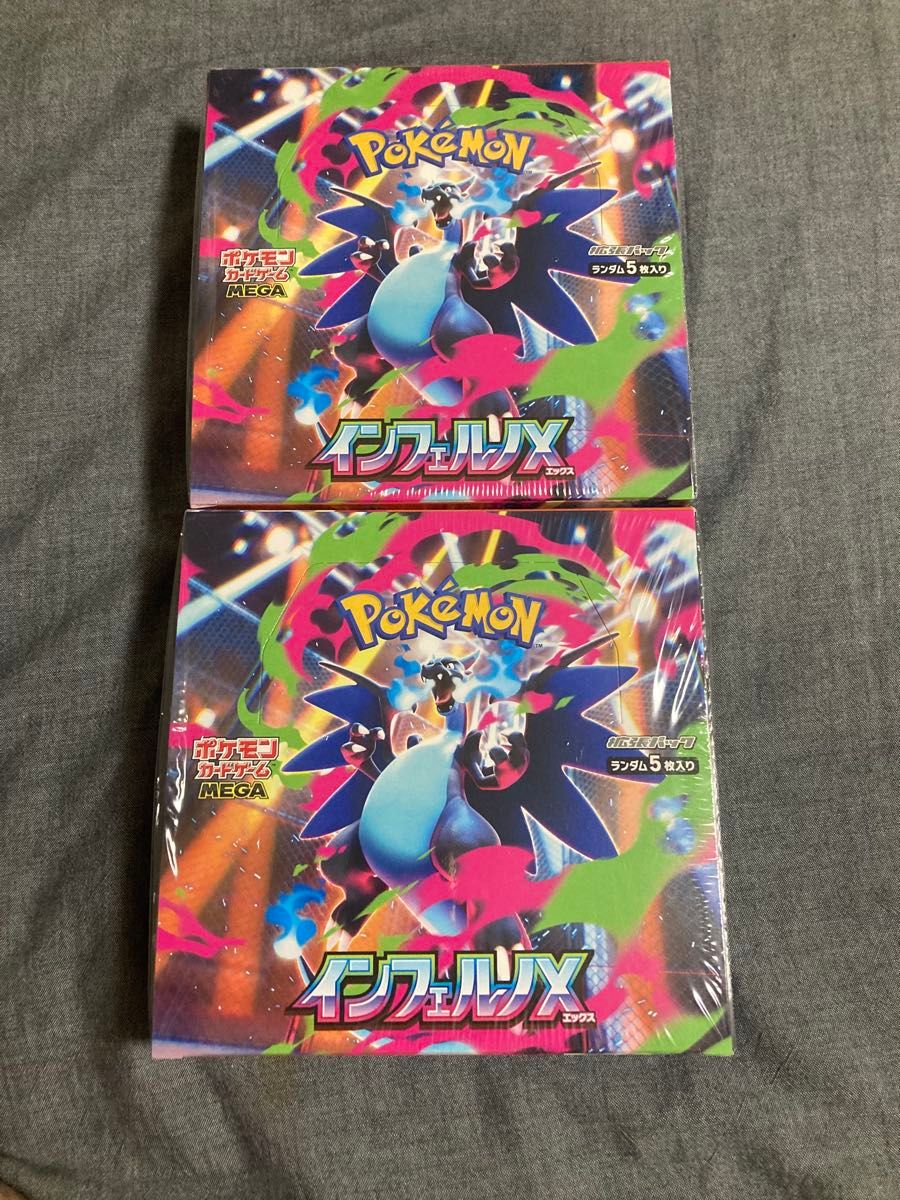 POKéMON
TM
ポケモン
カードゲーム
MEGA
拡張パック
ランダム5枚入り
インフェルノX
エックス
POKéMON
TM
ポケモン
カードゲーム
MEGA
拡張パック
ランダム5枚入り
インフェルノX
エックス